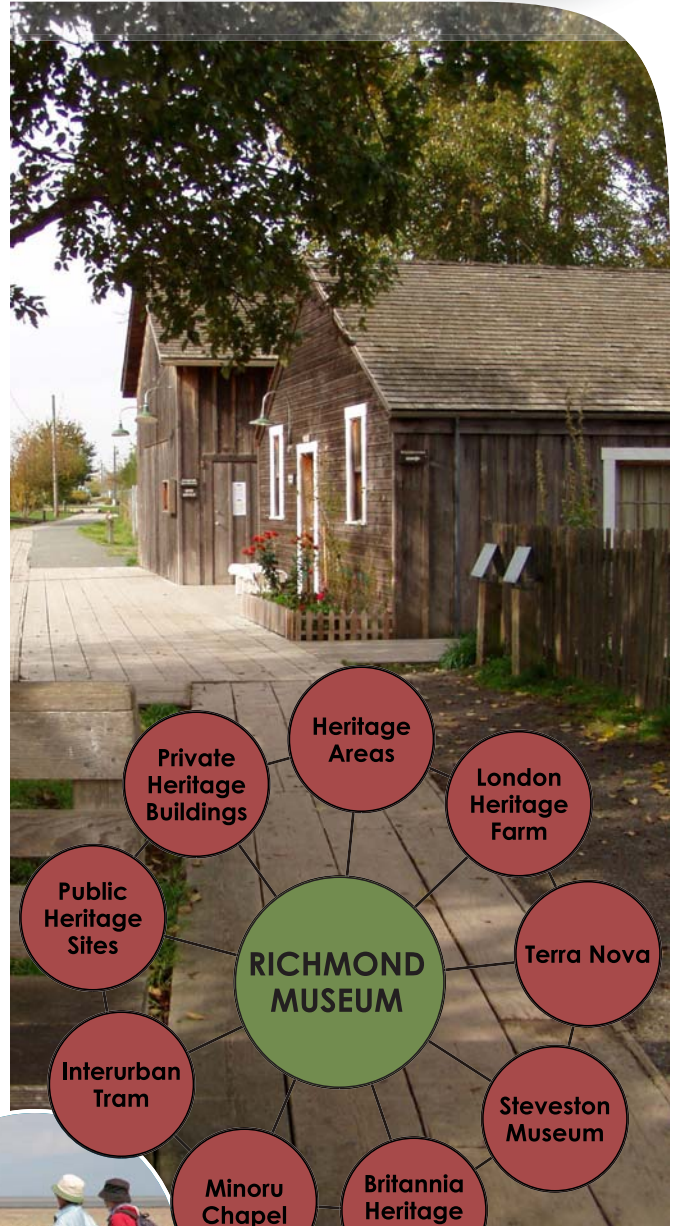 Heritage
Areas
London
Heritage
Farm
Terra Nova
Steveston
Museum
Britannia
Heritage
Minoru
Chapel
Interurban
Tram
Public
Heritage
Sites
Private
Heritage
Buildings
RICHMOND
MUSEUM